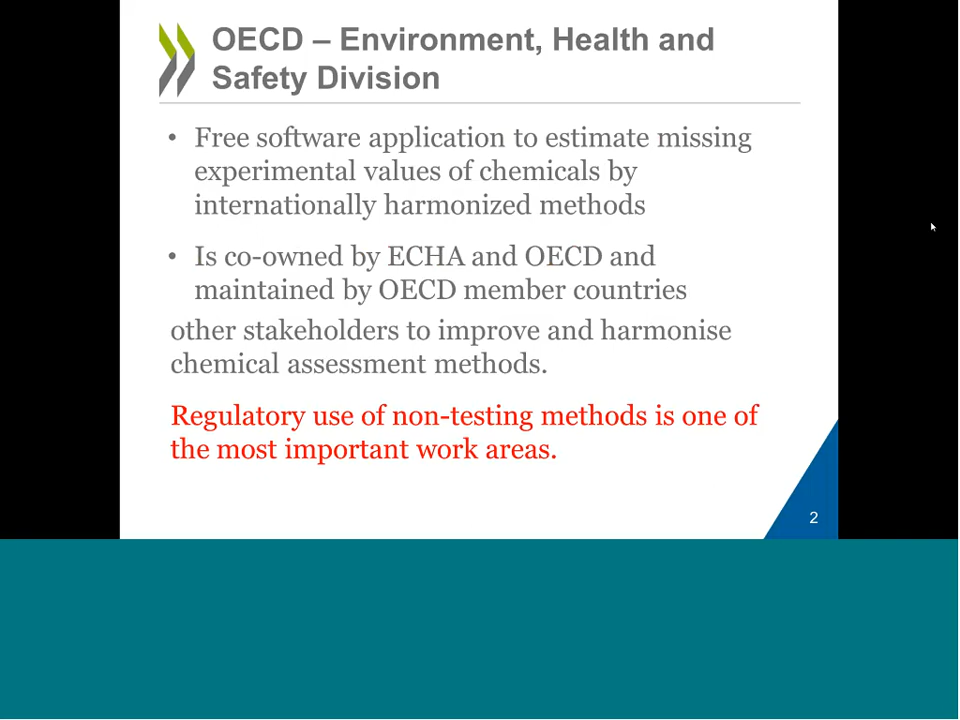 OECD – Environment, Health and
Safety Division
• Free software application to estimate missing
experimental values of chemicals by
internationally harmonized methods
• Is co-owned by ECHA and OECD and
maintained by OECD member countries
other stakeholders to improve and harmonise
chemical assessment methods.
Regulatory use of non-testing methods is one of
the most important work areas.
2